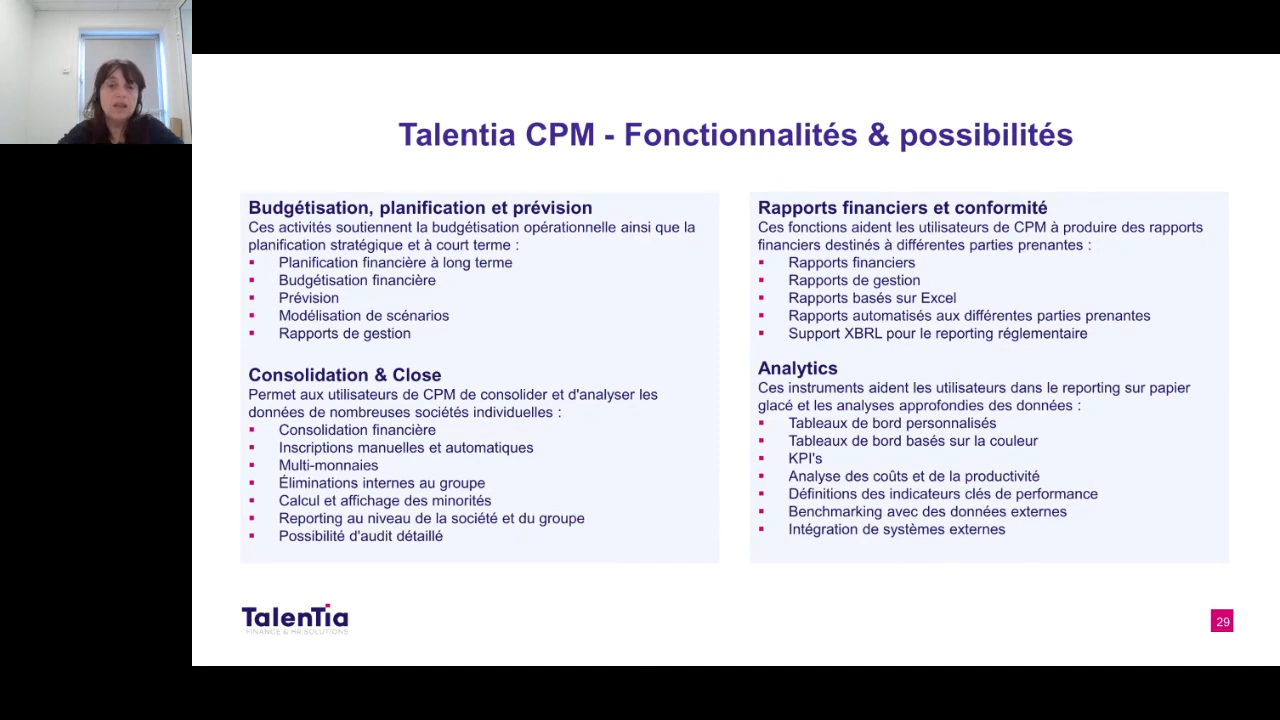 Talentia CPM - Fonctionnalités & possibilités
Budgétisation, planification et prévision
Ces activités soutiennent la budgétisation opérationnelle ainsi que la
planification stratégique et à court terme :
▪ Planification financière à long terme
▪ Budgétisation financière
▪ Prévision
▪ Modélisation de scénarios
▪ Rapports de gestion
Consolidation & Close
Permet aux utilisateurs de CPM de consolider et d'analyser les
données de nombreuses sociétés individuelles :
▪ Consolidation financière
▪ Inscriptions manuelles et automatiques
▪ Multi-monnaies
▪ Éliminations internes au groupe
▪ Calcul et affichage des minorités
▪ Reporting au niveau de la société et du groupe
▪ Possibilité d'audit détaillé
Rapports financiers et conformité
Ces fonctions aident les utilisateurs de CPM à produire des rapports
financiers destinés à différentes parties prenantes :
▪ Rapports financiers
▪ Rapports de gestion
▪ Rapports basés sur Excel
▪ Rapports automatisés aux différentes parties prenantes
▪ Support XBRL pour le reporting réglementaire
Analytics
Ces instruments aident les utilisateurs dans le reporting sur papier
glacé et les analyses approfondies des données :
▪ Tableaux de bord personnalisés
▪ Tableaux de bord basés sur la couleur
▪ KPI's
▪ Analyse des coûts et de la productivité
▪ Définitions des indicateurs clés de performance
▪ Benchmarking avec des données externes
▪ Intégration de systèmes externes
TalenTia
FINANCE & HR SOLUTIONS
29